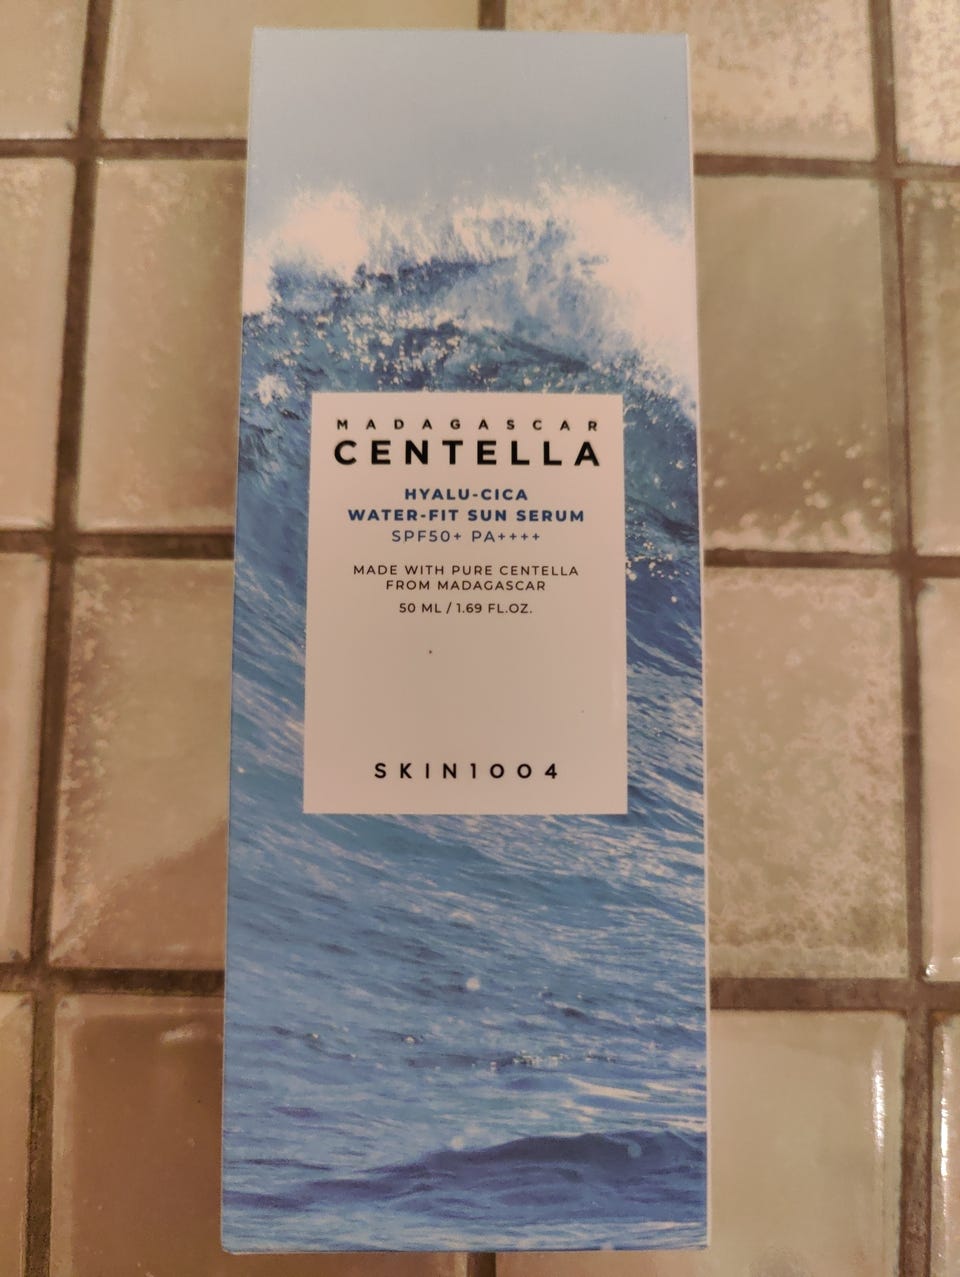 MADAGASCAR
CENTELLA
HYALU-CICA
WATER-FIT SUN SERUM
SPF50+ PA++++
MADE WITH PURE CENTELLA
FROM MADAGASCAR
50 ML / 1.69 FL.OZ.
SKIN1004